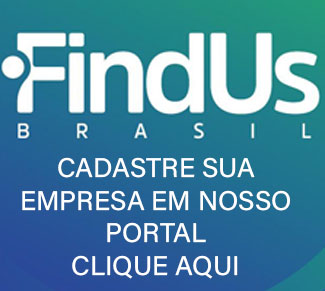 FindUs
BRASIL
CADASTRE SUA
EMPRESA EM NOSSO
PORTAL
CLIQUE AQUI